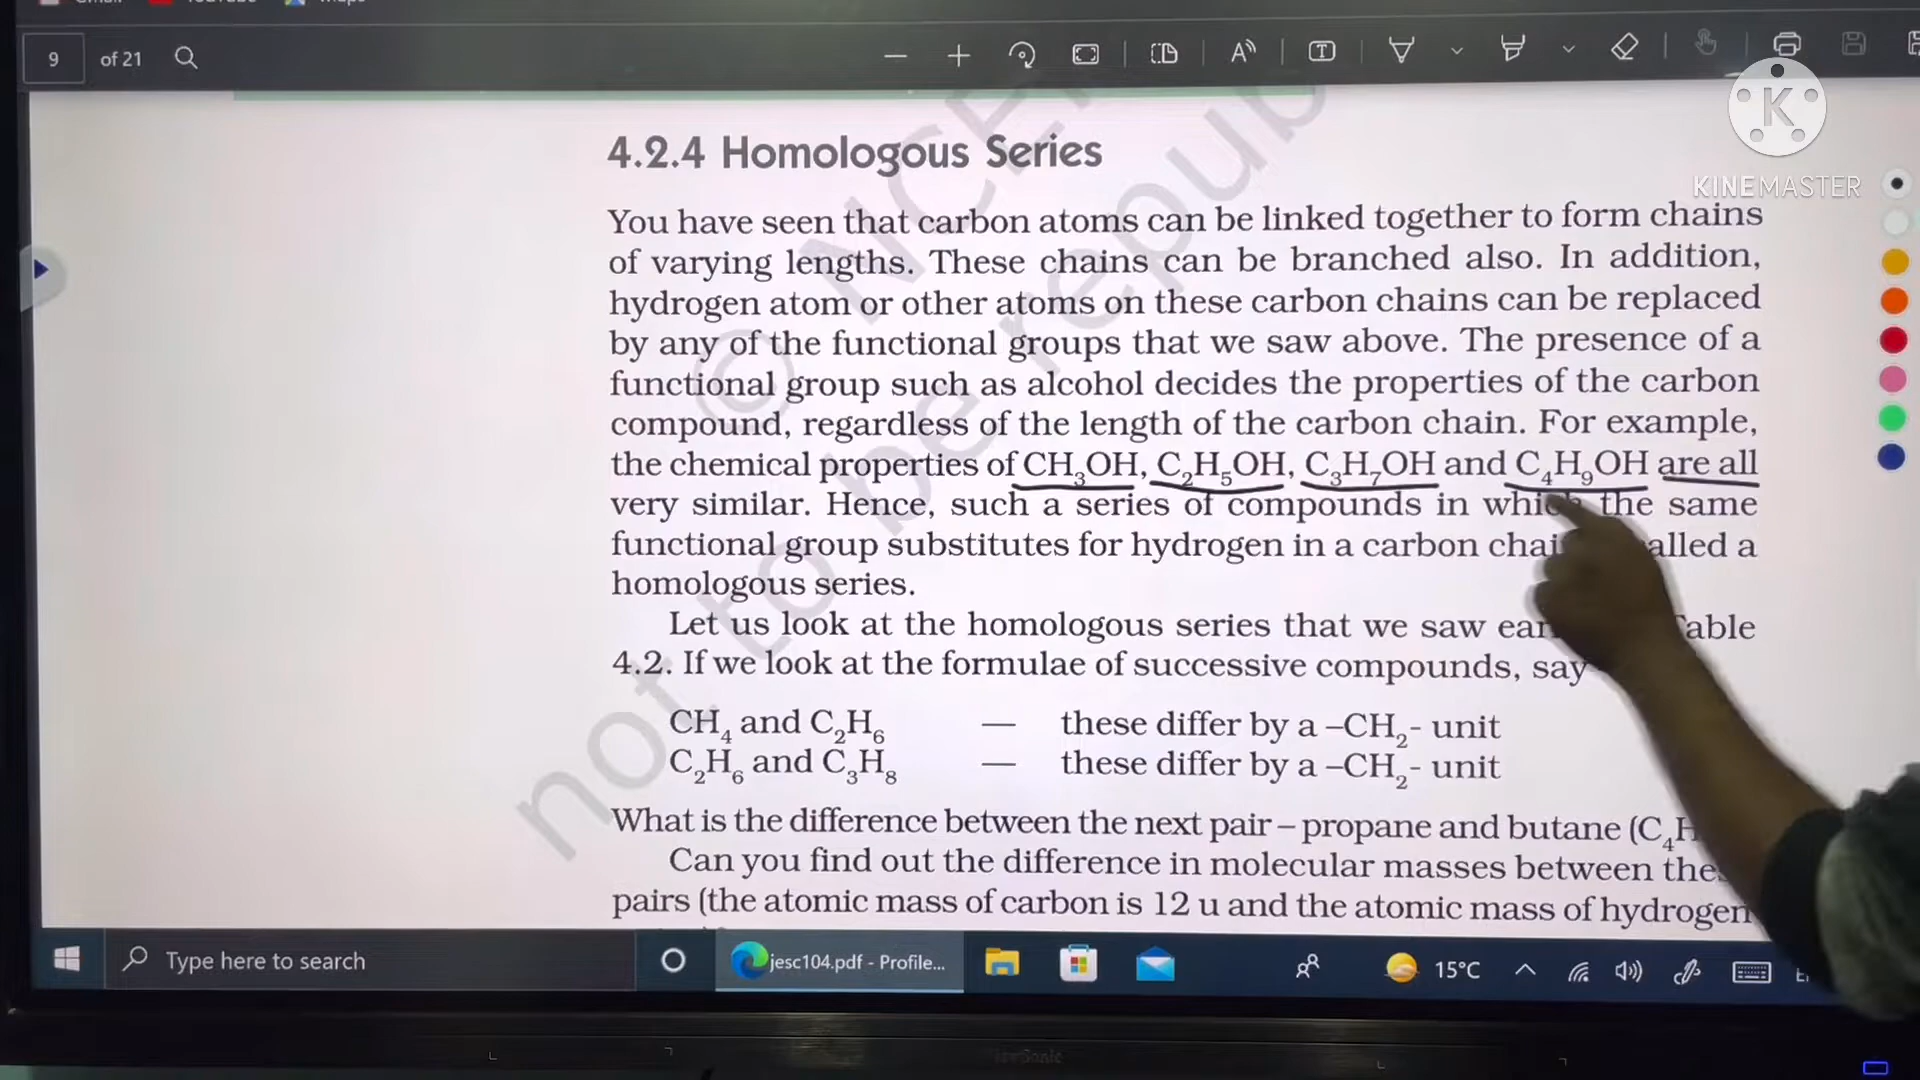 Gmail YouTube Maps
9 of 21
KINEMASTER
4.2.4 Homologous Series
You have seen that carbon atoms can be linked together to form chains
of varying lengths. These chains can be branched also. In addition,
hydrogen atom or other atoms on these carbon chains can be replaced
by any of the functional groups that we saw above. The presence of a
functional group such as alcohol decides the properties of the carbon
compound, regardless of the length of the carbon chain. For example,
the chemical properties of CH₃OH, C₂H₅OH, C₃H₇OH and C₄H₉OH are all
very similar. Hence, such a series of compounds in which the same
functional group substitutes for hydrogen in a carbon chai alled a
homologous series.
Let us look at the homologous series that we saw ear Table
4.2. If we look at the formulae of successive compounds, say
CH₄ and C₂H₆ — these differ by a –CH₂- unit
C₂H₆ and C₃H₈ — these differ by a –CH₂- unit
What is the difference between the next pair – propane and butane (C₄H
Can you find out the difference in molecular masses between the
pairs (the atomic mass of carbon is 12 u and the atomic mass of hydrogen
© NCE
not to be republ
Type here to search
jesc104.pdf - Profile...
15°C
ViewSonic